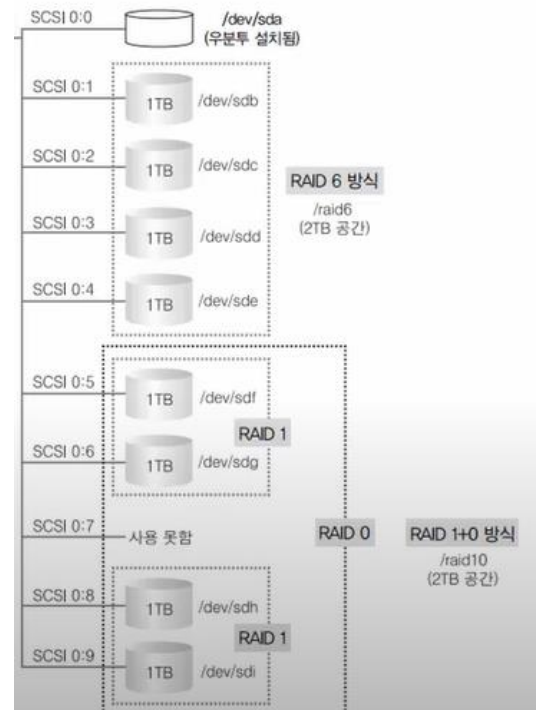 SCSI 0:0
/dev/sda
(우분투 설치됨)
SCSI 0:1
1TB
/dev/sdb
SCSI 0:2
1TB
/dev/sdc
RAID 6 방식
/raid6
(2TB 공간)
SCSI 0:3
1TB
/dev/sdd
SCSI 0:4
1TB
/dev/sde
SCSI 0:5
1TB
/dev/sdf
RAID 1
SCSI 0:6
1TB
/dev/sdg
SCSI 0:7
사용 못함
RAID 0
RAID 1+0 방식
/raid10
(2TB 공간)
SCSI 0:8
1TB
/dev/sdh
RAID 1
SCSI 0:9
1TB
/dev/sdi